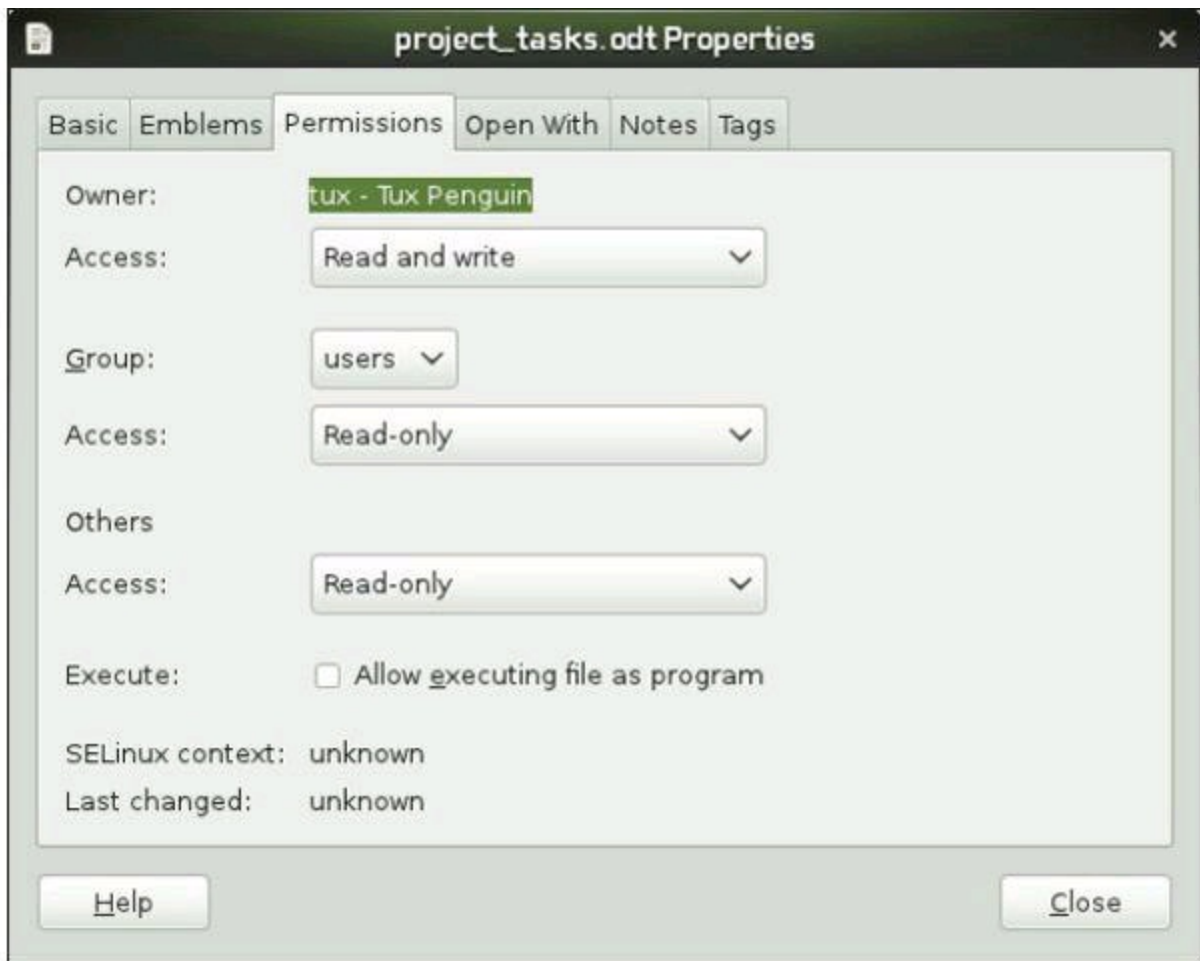 project_tasks.odt Properties
Basic Emblems Permissions Open With Notes Tags
Owner: tux - Tux Penguin
Access: Read and write
Group: users
Access: Read-only
Others
Access: Read-only
Execute: Allow executing file as program
SELinux context: unknown
Last changed: unknown
Help Close